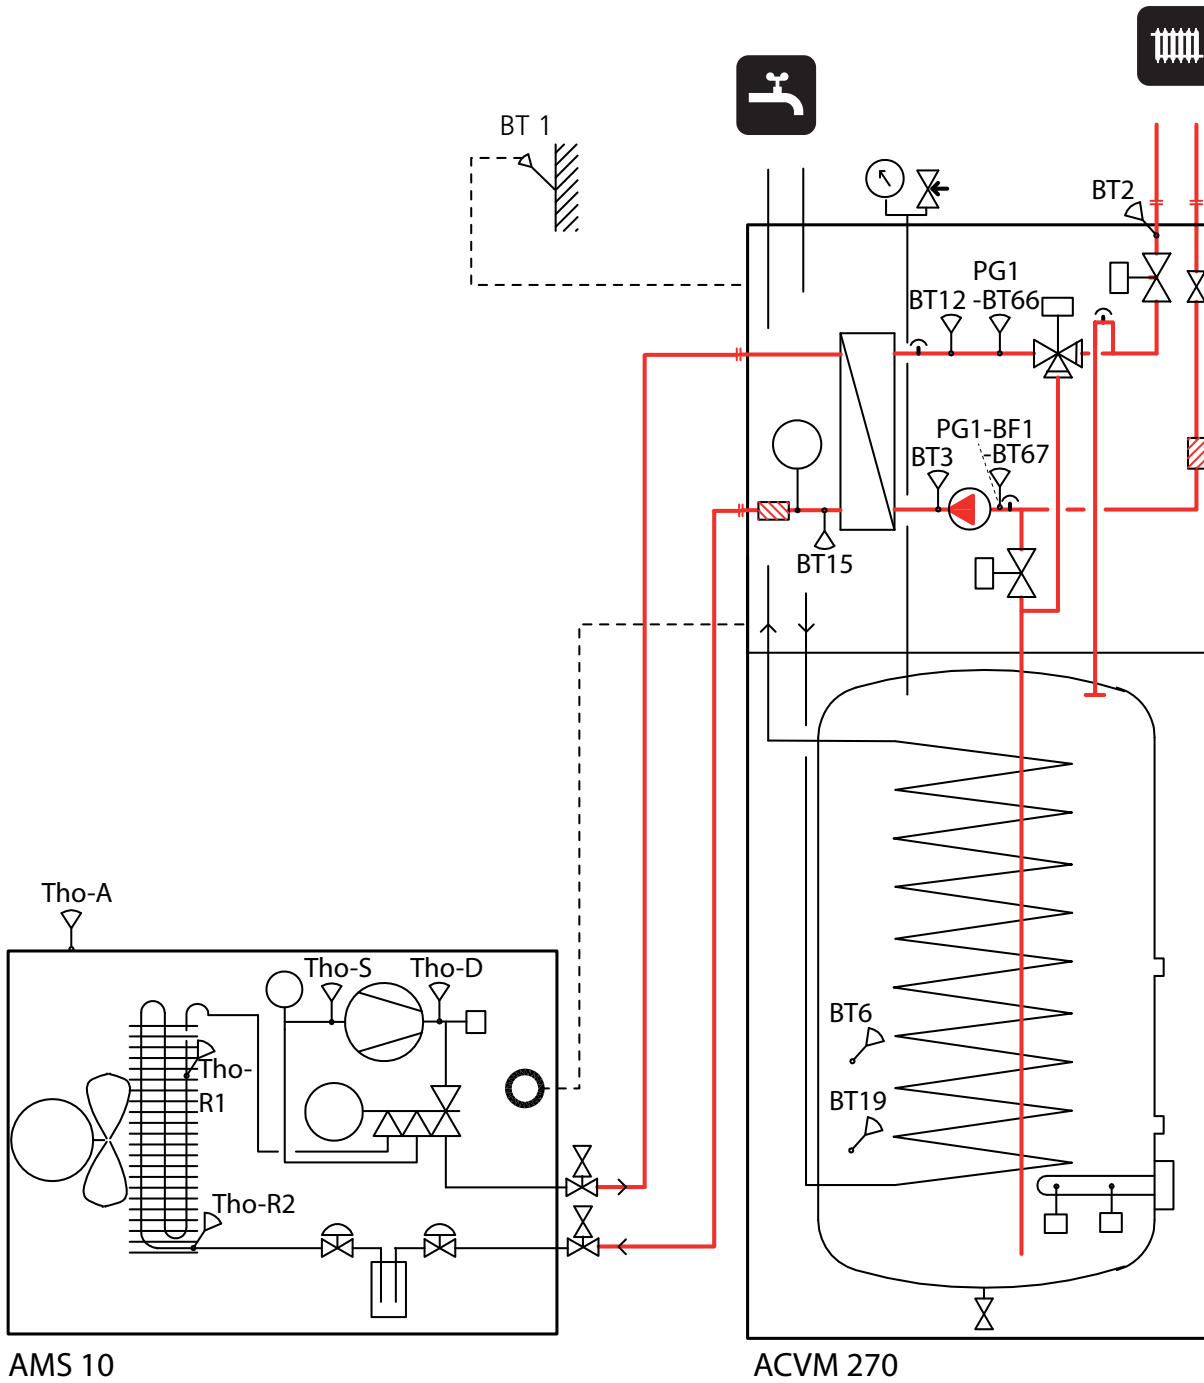 BT 1
BT2
PG1
BT12 -BT66
PG1-BF1
BT3 -BT67
BT15
Tho-A
Tho-S Tho-D
Tho-
R1
Tho-R2
BT6
BT19
AMS 10
ACVM 270